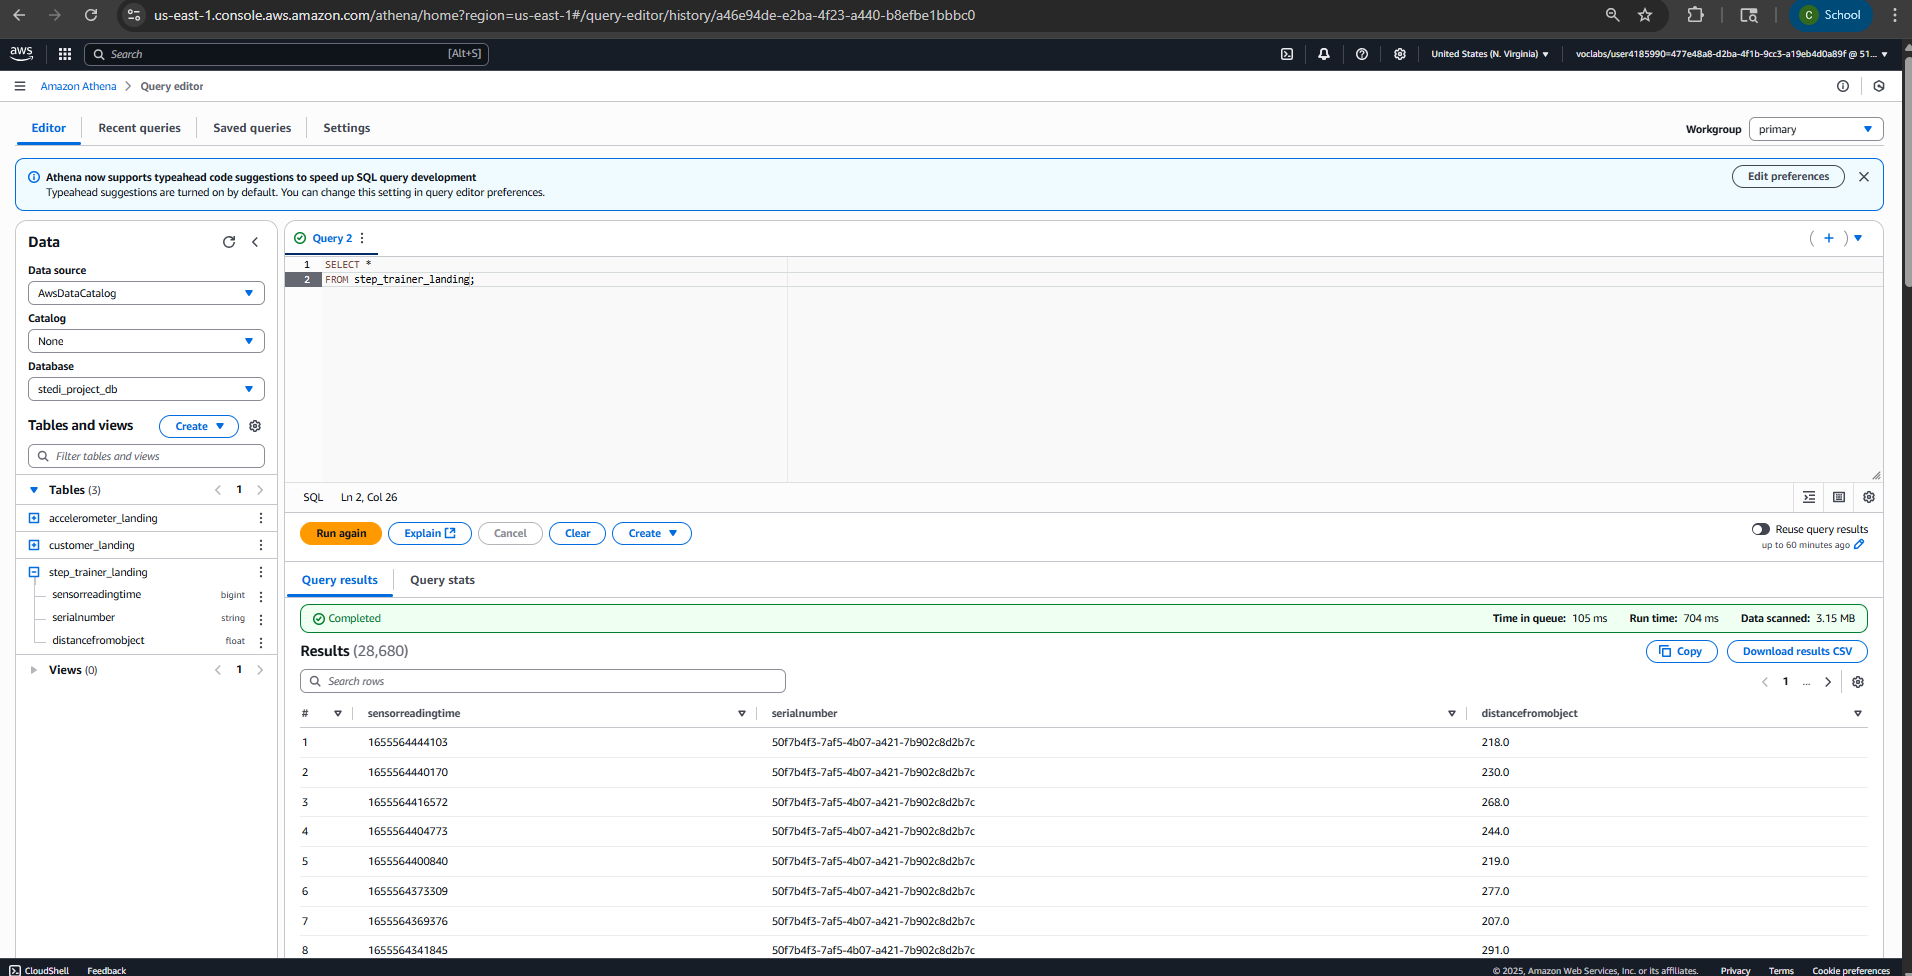 us-east-1.console.aws.amazon.com/athena/home?region=us-east-1#/query-editor/history/a46e94de-e2ba-4f23-a440-b8efbe1bbbc0
C School
aws Search [Alt+S] United States (N. Virginia) voclabs/user4185990=477e48a8-d2ba-4f1b-9cc3-a19eb4d0a89f @ 51...
Amazon Athena Query editor
Editor Recent queries Saved queries Settings
Workgroup primary
Athena now supports typeahead code suggestions to speed up SQL query development
Typeahead suggestions are turned on by default. You can change this setting in query editor preferences.
Edit preferences
Data
Data source
AwsDataCatalog
Catalog
None
Database
stedi_project_db
Tables and views Create
Filter tables and views
Tables (3) 1
accelerometer_landing
customer_landing
step_trainer_landing
sensorreadingtime bigint
serialnumber string
distancefromobject float
Views (0) 1
Query 2
1 SELECT *
2 FROM step_trainer_landing;
SQL Ln 2, Col 26
Run again Explain Cancel Clear Create
Reuse query results
up to 60 minutes ago
Query results Query stats
Completed Time in queue: 105 ms Run time: 704 ms Data scanned: 3.15 MB
Results (28,680) Copy Download results CSV
Search rows 1 ...
# sensorreadingtime serialnumber distancefromobject
1 1655564444103 50f7b4f3-7af5-4b07-a421-7b902c8d2b7c 218.0
2 1655564440170 50f7b4f3-7af5-4b07-a421-7b902c8d2b7c 230.0
3 1655564416572 50f7b4f3-7af5-4b07-a421-7b902c8d2b7c 268.0
4 1655564404773 50f7b4f3-7af5-4b07-a421-7b902c8d2b7c 244.0
5 1655564400840 50f7b4f3-7af5-4b07-a421-7b902c8d2b7c 219.0
6 1655564373309 50f7b4f3-7af5-4b07-a421-7b902c8d2b7c 277.0
7 1655564369376 50f7b4f3-7af5-4b07-a421-7b902c8d2b7c 207.0
8 1655564341845 50f7b4f3-7af5-4b07-a421-7b902c8d2b7c 291.0
CloudShell Feedback © 2025, Amazon Web Services, Inc. or its affiliates. Privacy Terms Cookie preferences